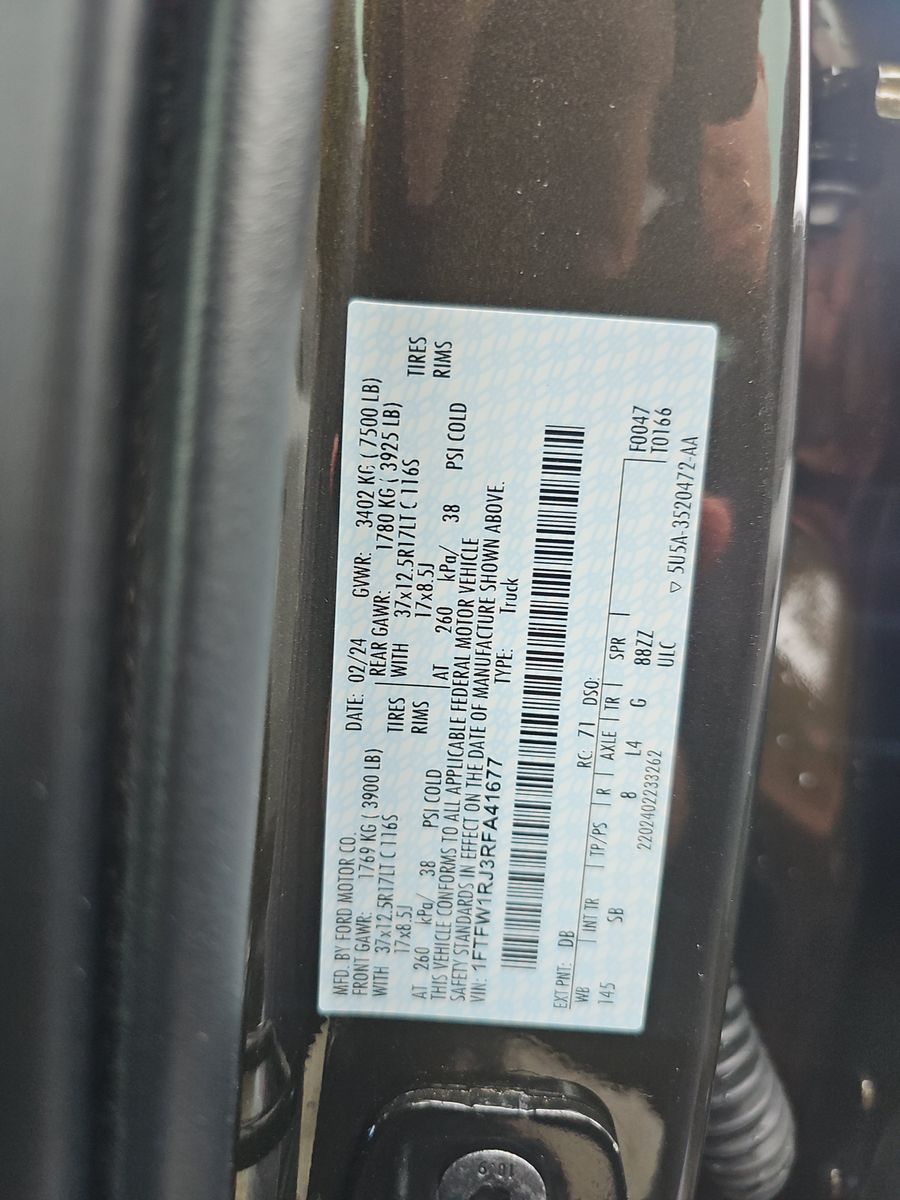 MFD. BY FORD MOTOR CO. DATE: 02/24 GVWR: 3402 KG ( 7500 LB)
FRONT GAWR: 1769 KG ( 3900 LB) REAR GAWR: 1780 KG ( 3925 LB)
WITH 37x12.5R17LT C 116S TIRES WITH 37x12.5R17LT C 116S TIRES
17x8.5J RIMS 17x8.5J RIMS
AT 260 kPa/ 38 PSI COLD AT 260 kPa/ 38 PSI COLD
THIS VEHICLE CONFORMS TO ALL APPLICABLE FEDERAL MOTOR VEHICLE
SAFETY STANDARDS IN EFFECT ON THE DATE OF MANUFACTURE SHOWN ABOVE.
VIN: 1FTFW1RJ3RFA41677 TYPE: Truck
EXT PNT: DB RC: 71 DSO: F0047
WB INT TR TP/PS R AXLE TR SPR T0166
145 SB 8 L4 G 88ZZ
2202402233262 ULC ▽ 5U5A-3520472-AA